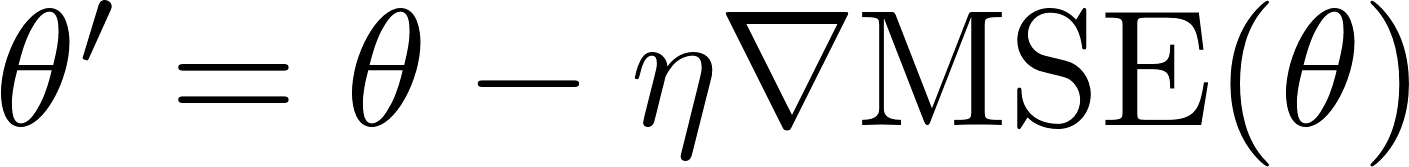 θ′ = θ − η∇MSE(θ)